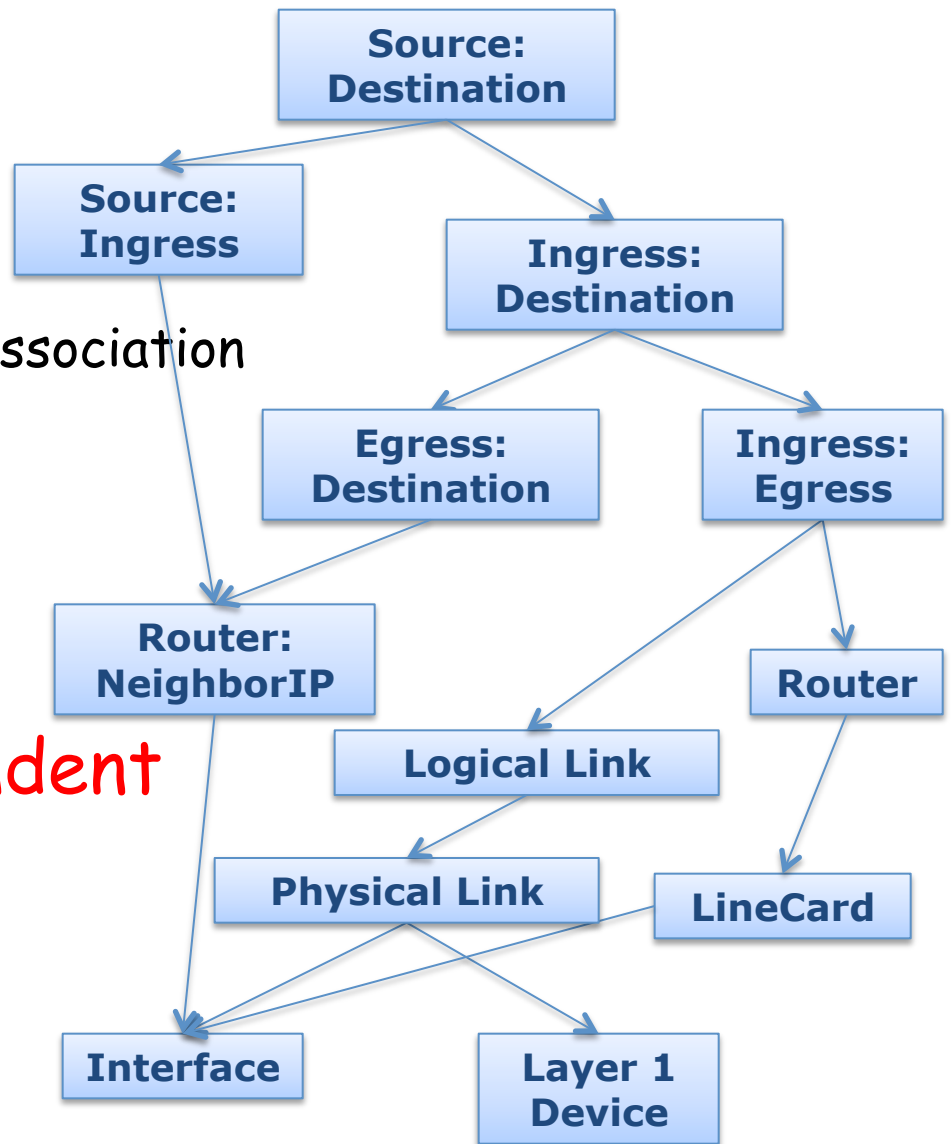 Source:
Destination
Source:
Ingress
Ingress:
Destination
ssociation
Egress:
Destination
Ingress:
Egress
Router:
NeighborIP
Router
dent
Logical Link
Physical Link
LineCard
Interface
Layer 1
Device